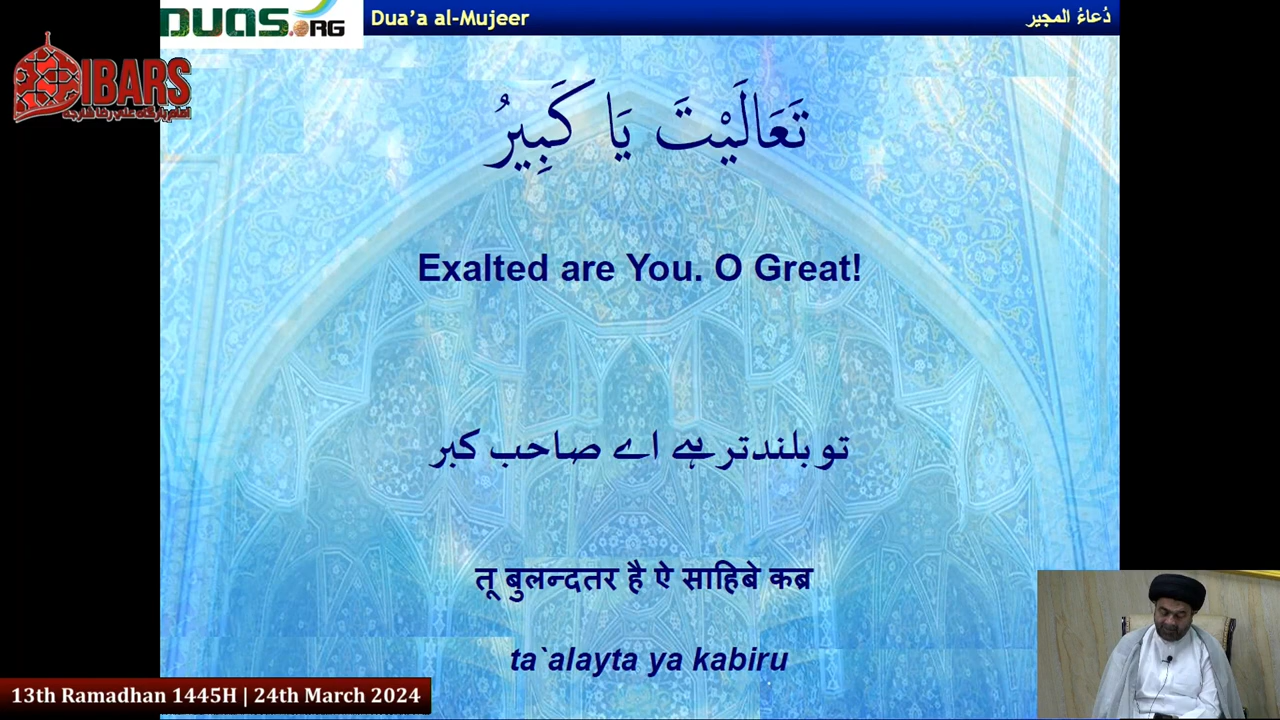 DUAS.ORG
Dua’a al-Mujeer
دُعاءُ المجير
IBARS
تَعَالَيْتَ يَا كَبِيرُ
Exalted are You. O Great!
تو بلندتر ہے اے صاحب کبر
तू बुलन्दतर है ऐ साहिबे कब्र
ta`alayta ya kabiru
13th Ramadhan 1445H | 24th March 2024